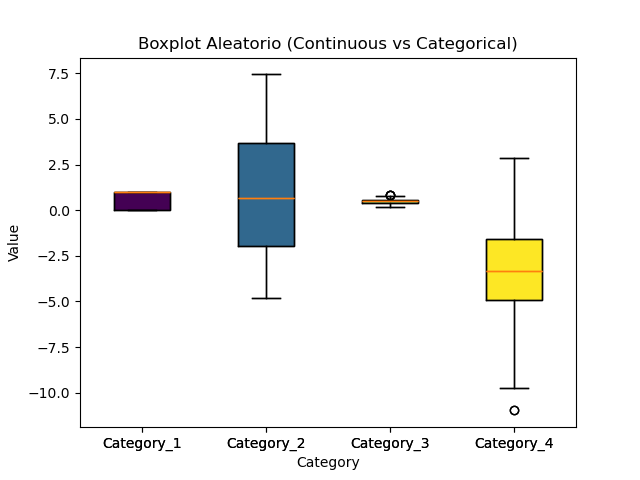 Boxplot Aleatorio (Continuous vs Categorical)
7.5
5.0
2.5
0.0
−2.5
−5.0
−7.5
−10.0
Value
Category_1 Category_2 Category_3 Category_4
Category